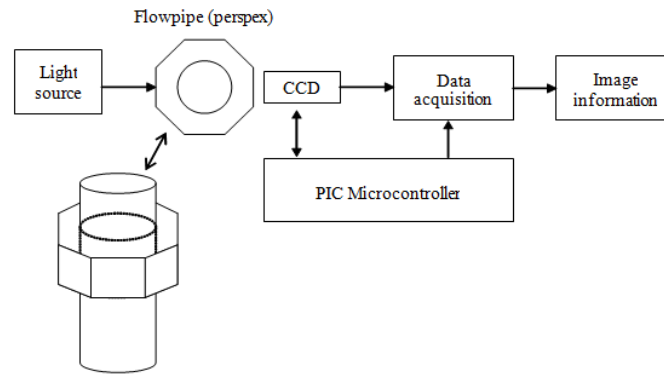 Flowpipe (perspex)
Light
source
CCD
Data
acquisition
Image
information
PIC Microcontroller